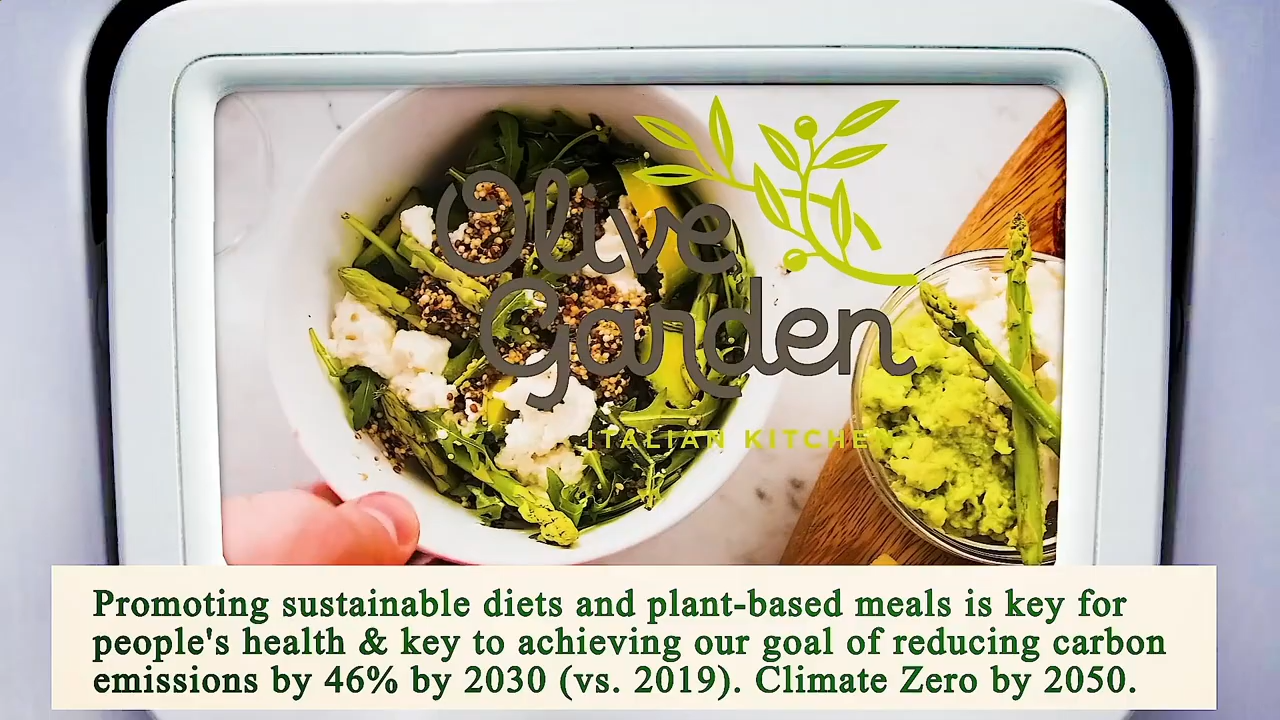 Olive
Garden
ITALIAN KITCHEN
Promoting sustainable diets and plant-based meals is key for
people's health & key to achieving our goal of reducing carbon
emissions by 46% by 2030 (vs. 2019). Climate Zero by 2050.